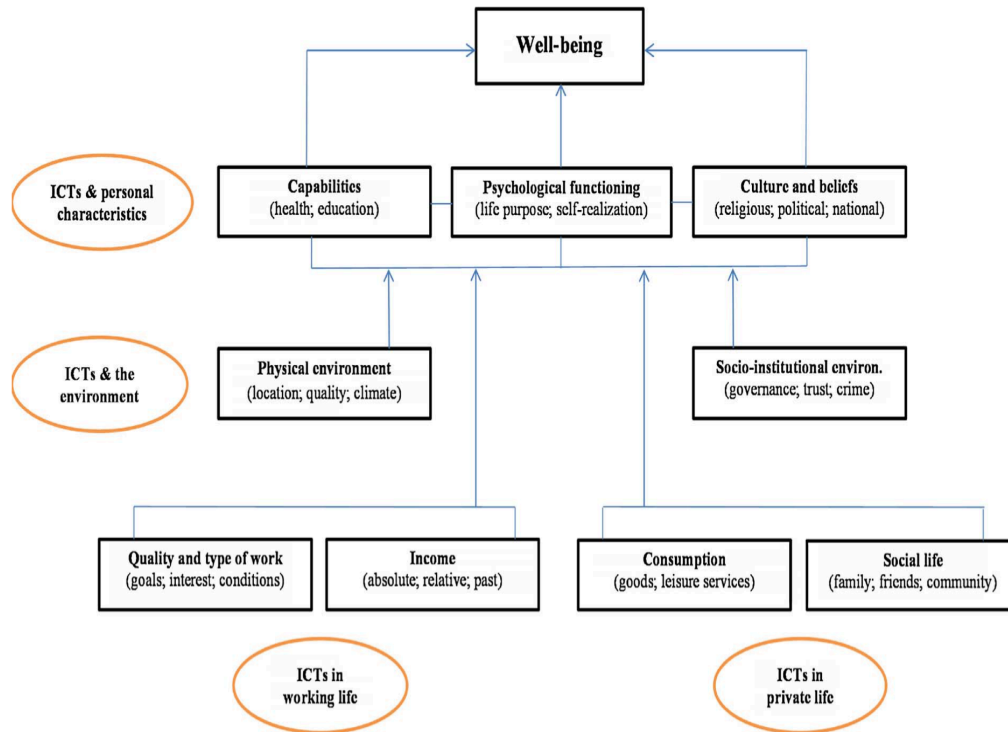 Well-being
ICTs & personal
characteristics
Capabilities
(health; education)
Psychological functioning
(life purpose; self-realization)
Culture and beliefs
(religious; political; national)
ICTs & the
environment
Physical environment
(location; quality; climate)
Socio-institutional environ.
(governance; trust; crime)
Quality and type of work
(goals; interest; conditions)
Income
(absolute; relative; past)
Consumption
(goods; leisure services)
Social life
(family; friends; community)
ICTs in
working life
ICTs in
private life